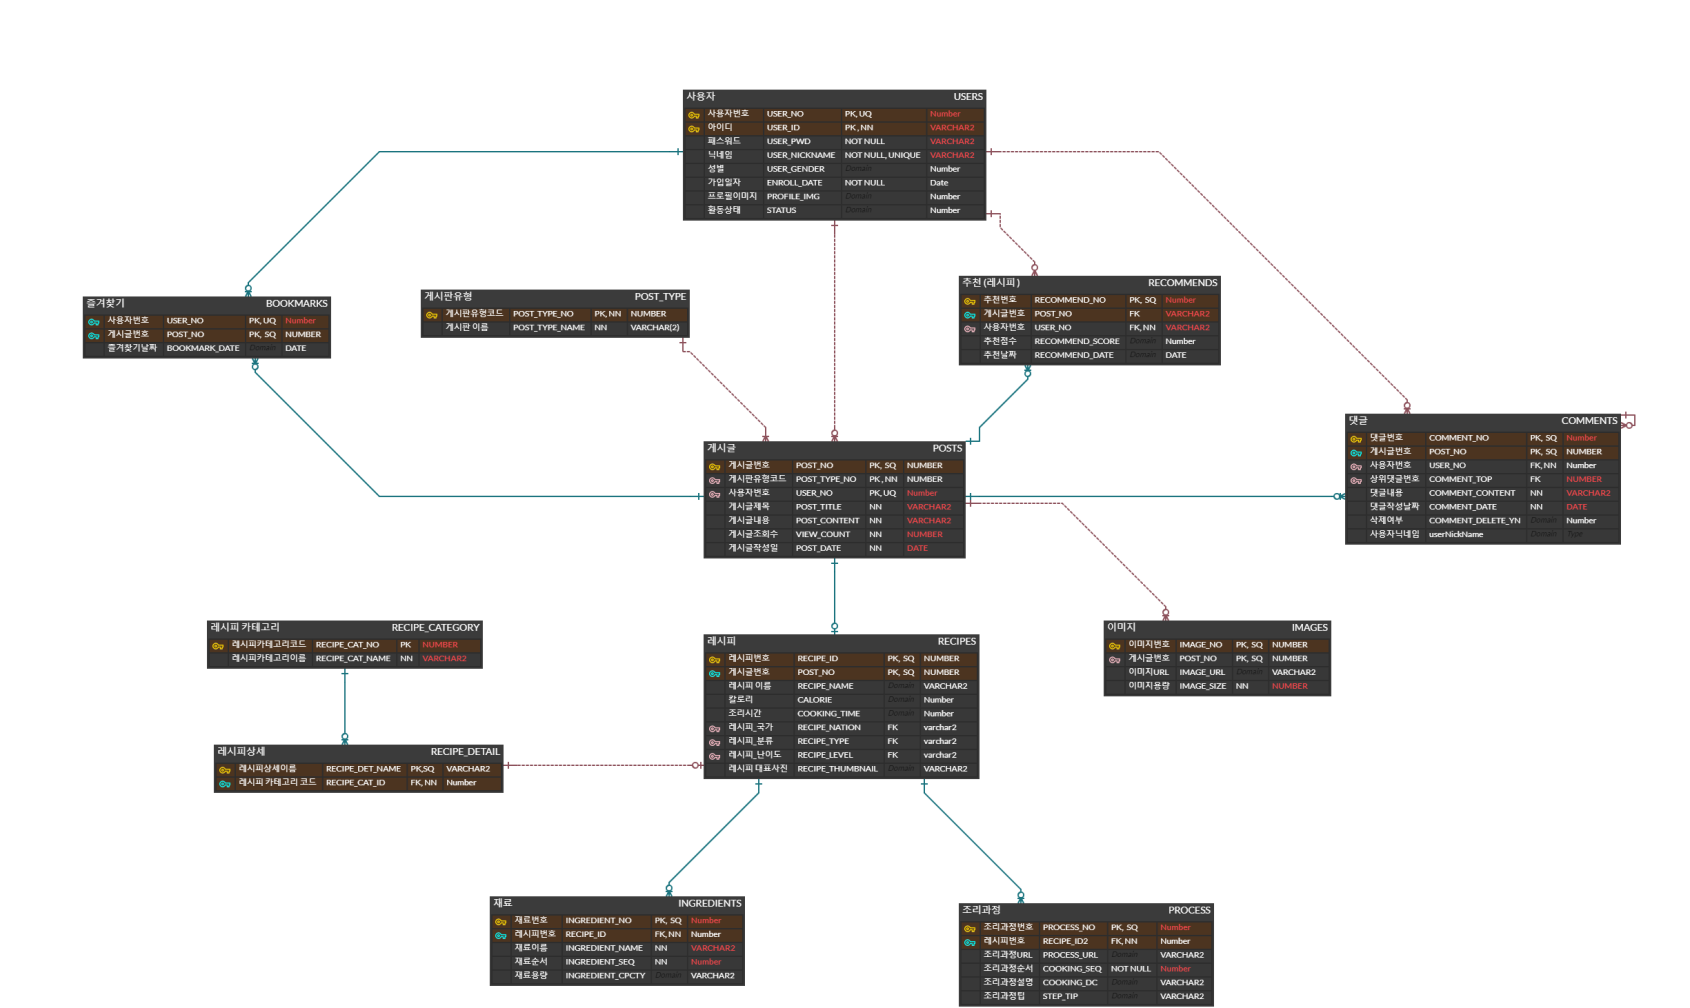 사용자 USERS
사용자번호 USER_NO PK,UQ Number
아이디 USER_ID PK,NN VARCHAR2
패스워드 USER_PWD NOT NULL VARCHAR2
닉네임 USER_NICKNAME NOT NULL, UNIQUE VARCHAR2
성별 USER_GENDER Domain Number
가입일자 ENROLL_DATE NOT NULL Date
프로필이미지 PROFILE_IMG Domain Number
활동상태 STATUS Domain Number
즐겨찾기 BOOKMARKS
사용자번호 USER_NO PK,UQ Number
게시글번호 POST_NO PK, SQ NUMBER
즐겨찾기날짜 BOOKMARK_DATE Domain DATE
게시판유형 POST_TYPE
게시판유형코드 POST_TYPE_NO PK,NN NUMBER
게시판 이름 POST_TYPE_NAME NN VARCHAR(2)
추천 (레시피) RECOMMENDS
추천번호 RECOMMEND_NO PK, SQ Number
게시글번호 POST_NO FK VARCHAR2
사용자번호 USER_NO FK,NN VARCHAR2
추천점수 RECOMMEND_SCORE Domain Number
추천날짜 RECOMMEND_DATE Domain DATE
댓글 COMMENTS
댓글번호 COMMENT_NO PK, SQ Number
게시글번호 POST_NO PK, SQ NUMBER
사용자번호 USER_NO FK,NN Number
상위댓글번호 COMMENT_TOP FK NUMBER
댓글내용 COMMENT_CONTENT NN VARCHAR2
댓글작성날짜 COMMENT_DATE NN DATE
삭제여부 COMMENT_DELETE_YN Domain Number
사용자닉네임 userNickName Domain Type
게시글 POSTS
게시글번호 POST_NO PK, SQ NUMBER
게시판유형코드 POST_TYPE_NO PK,NN NUMBER
사용자번호 USER_NO PK,UQ Number
게시글제목 POST_TITLE NN VARCHAR2
게시글내용 POST_CONTENT NN VARCHAR2
게시글조회수 VIEW_COUNT NN NUMBER
게시글작성일 POST_DATE NN DATE
레시피 카테고리 RECIPE_CATEGORY
레시피카테고리코드 RECIPE_CAT_NO PK NUMBER
레시피카테고리이름 RECIPE_CAT_NAME NN VARCHAR2
레시피 RECIPES
레시피번호 RECIPE_ID PK, SQ NUMBER
게시글번호 POST_NO PK, SQ NUMBER
레시피 이름 RECIPE_NAME Domain VARCHAR2
칼로리 CALORIE Domain Number
조리시간 COOKING_TIME Domain Number
레시피_국가 RECIPE_NATION FK varchar2
레시피_분류 RECIPE_TYPE FK varchar2
레시피_난이도 RECIPE_LEVEL FK varchar2
레시피 대표사진 RECIPE_THUMBNAIL Domain VARCHAR2
이미지 IMAGES
이미지번호 IMAGE_NO PK, SQ NUMBER
게시글번호 POST_NO PK, SQ NUMBER
이미지URL IMAGE_URL Domain VARCHAR2
이미지용량 IMAGE_SIZE NN NUMBER
레시피상세 RECIPE_DETAIL
레시피상세이름 RECIPE_DET_NAME PK,SQ VARCHAR2
레시피 카테고리 코드 RECIPE_CAT_ID FK, NN Number
재료 INGREDIENTS
재료번호 INGREDIENT_NO PK, SQ Number
레시피번호 RECIPE_ID FK,NN Number
재료이름 INGREDIENT_NAME NN VARCHAR2
재료순서 INGREDIENT_SEQ NN Number
재료용량 INGREDIENT_CPCTY Domain VARCHAR2
조리과정 PROCESS
조리과정번호 PROCESS_NO PK, SQ Number
레시피번호 RECIPE_ID2 FK,NN Number
조리과정URL PROCESS_URL Domain VARCHAR2
조리과정순서 COOKING_SEQ NOT NULL Number
조리과정설명 COOKING_DC Domain VARCHAR2
조리과정팁 STEP_TIP Domain VARCHAR2